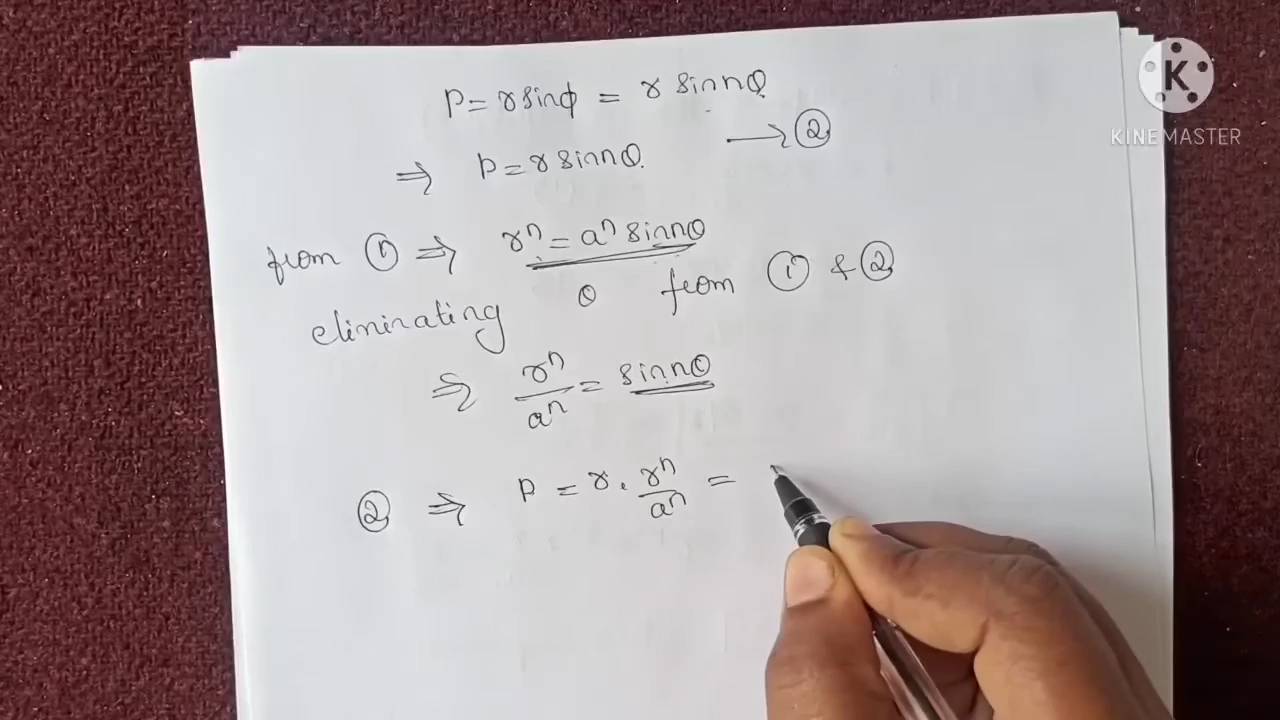 P = r sinϕ = r sin nθ
⇒ P = r sin nθ. → ②
from ① ⇒ rⁿ = aⁿ sin nθ
eliminating θ from ① & ②
⇒ rⁿ/aⁿ = sin nθ
② ⇒ P = r . rⁿ/aⁿ =
K
KINEMASTER